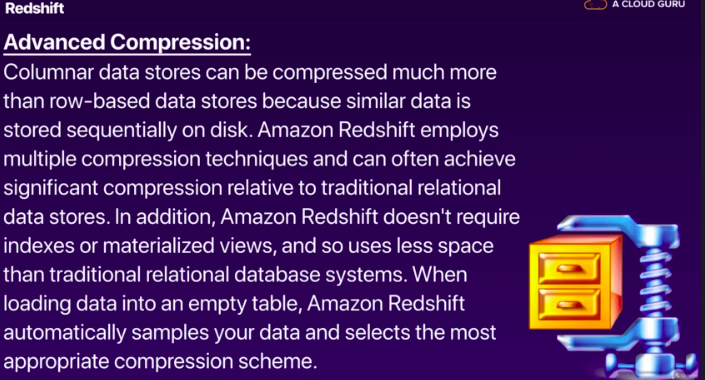 Redshift
A CLOUD GURU
Advanced Compression:
Columnar data stores can be compressed much more
than row-based data stores because similar data is
stored sequentially on disk. Amazon Redshift employs
multiple compression techniques and can often achieve
significant compression relative to traditional relational
data stores. In addition, Amazon Redshift doesn't require
indexes or materialized views, and so uses less space
than traditional relational database systems. When
loading data into an empty table, Amazon Redshift
automatically samples your data and selects the most
appropriate compression scheme.